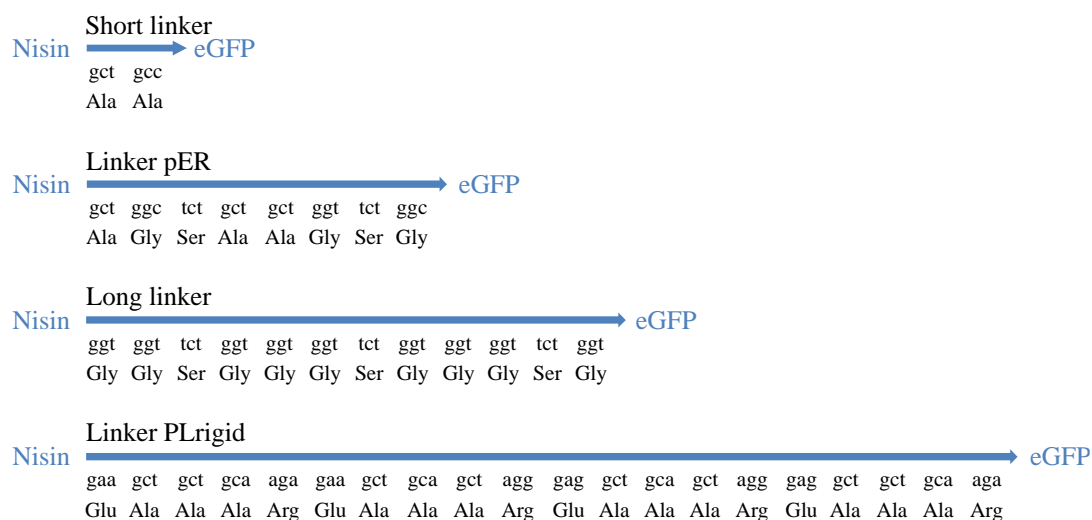 Short linker
Nisin eGFP
gct gcc
Ala Ala
Linker pER
Nisin eGFP
gct ggc tct gct gct ggt tct ggc
Ala Gly Ser Ala Ala Gly Ser Gly
Long linker
Nisin eGFP
ggt ggt tct ggt ggt ggt tct ggt ggt ggt tct ggt
Gly Gly Ser Gly Gly Gly Ser Gly Gly Gly Ser Gly
Linker PLrigid
Nisin eGFP
gaa gct gct gca aga gaa gct gca gct agg gag gct gca gct agg gag gct gct gca aga
Glu Ala Ala Ala Arg Glu Ala Ala Ala Arg Glu Ala Ala Ala Arg Glu Ala Ala Ala Arg